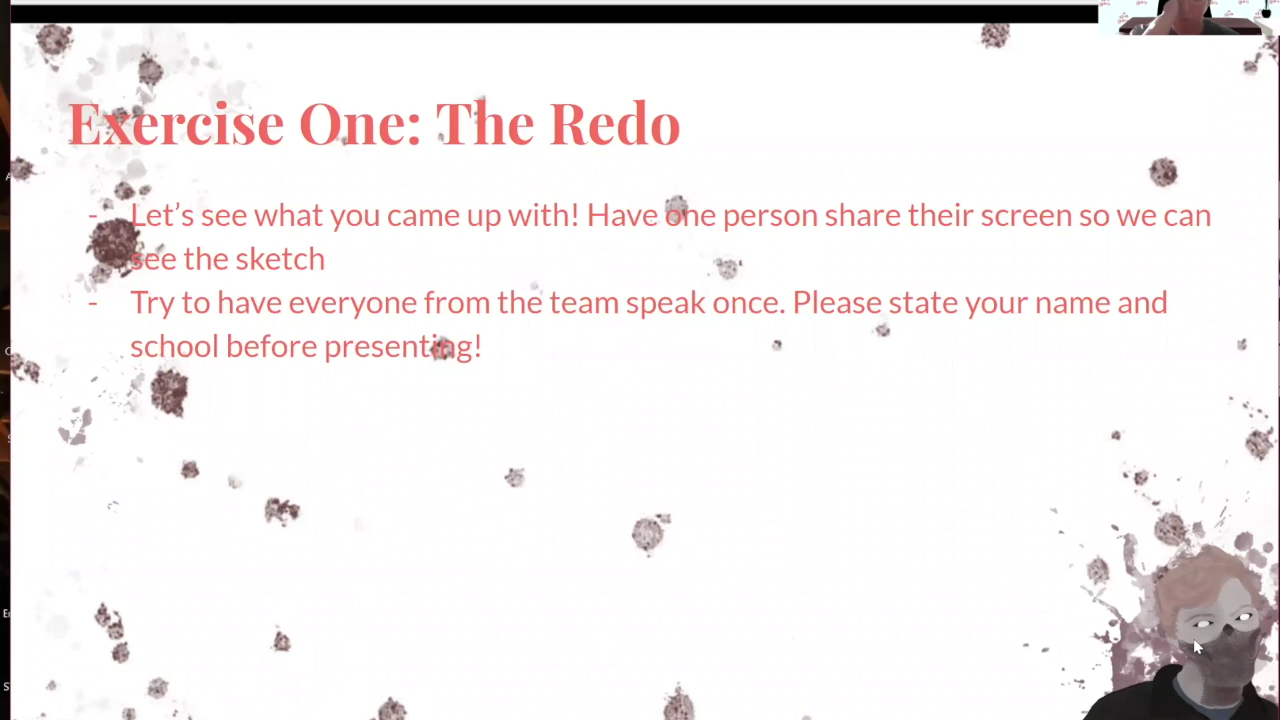 Exercise One: The Redo
- Let’s see what you came up with! Have one person share their screen so we can
see the sketch
- Try to have everyone from the team speak once. Please state your name and
school before presenting!